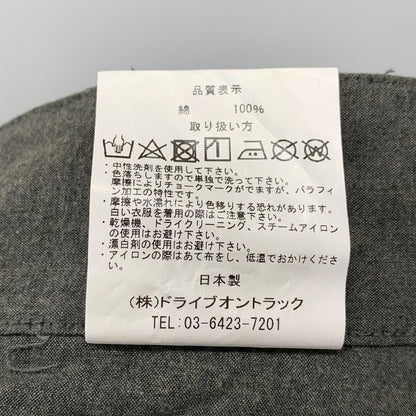 品質表示
綿 100%
取り扱い方
・中性洗剤を使用して下さい。
色落ちしますので単独で洗って下さい。
摩擦によりチョークマークがでますが、パラフィ
ン加工の特性です。
・摩擦や水濡れにより色移りする恐れがあります。
白い衣服を着用の際はご注意下さい。
・乾燥機、ドライクリーニング、スチームアイロン
の使用はお避け下さい。
・漂白剤の使用はお避け下さい。
・アイロンの際はあて布をし、低温でおかけくださ
い。
日本製
(株)ドライブオントラック
TEL:03-6423-7201